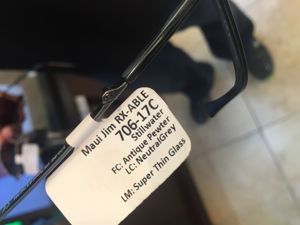 Maui Jim RX-ABLE
706-17C
Stillwater
FC: Antique Pewter
LC: NeutralGrey
LM: Super Thin Glass